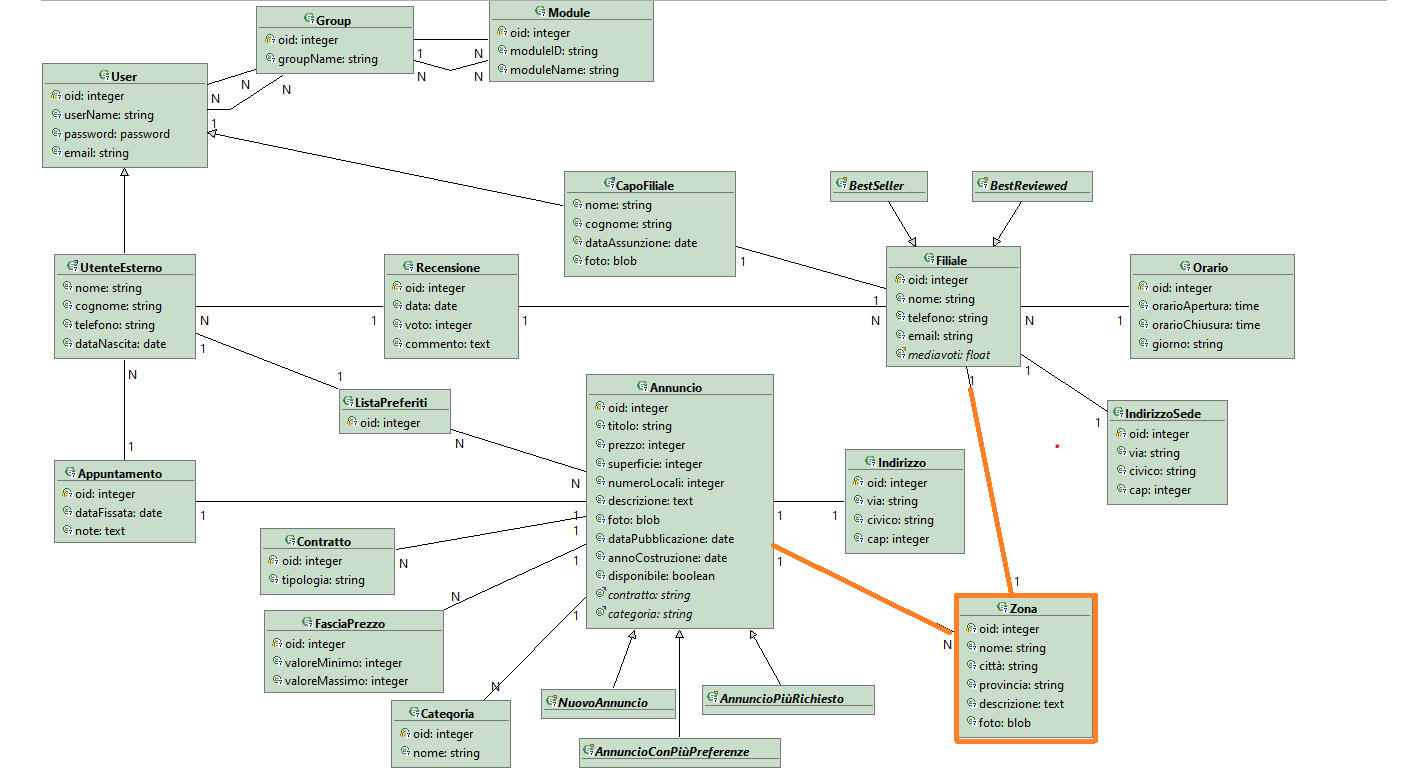 Group
oid: integer
groupName: string
Module
oid: integer
moduleID: string
moduleName: string
1
N
N
N
User
oid: integer
userName: string
password: password
email: string
N
N
N
1
CapoFiliale
nome: string
cognome: string
dataAssunzione: date
foto: blob
1
1
BestSeller
BestReviewed
Filiale
oid: integer
nome: string
telefono: string
email: string
mediavoti: float
Orario
oid: integer
orarioApertura: time
orarioChiusura: time
giorno: string
N
1
UtenteEsterno
nome: string
cognome: string
telefono: string
dataNascita: date
Recensione
oid: integer
data: date
voto: integer
commento: text
N
1
1
N
1
1
ListaPreferiti
oid: integer
N
N
N
1
Appuntamento
oid: integer
dataFissata: date
note: text
1
1
Annuncio
oid: integer
titolo: string
prezzo: integer
superficie: integer
numeroLocali: integer
descrizione: text
foto: blob
dataPubblicazione: date
annoCostruzione: date
disponibile: boolean
contratto: string
categoria: string
1
1
IndirizzoSede
oid: integer
via: string
civico: string
cap: integer
Indirizzo
oid: integer
via: string
civico: string
cap: integer
1
1
Contratto
oid: integer
tipologia: string
N
1
FasciaPrezzo
oid: integer
valoreMinimo: integer
valoreMassimo: integer
N
1
Categoria
oid: integer
nome: string
N
1
NuovoAnnuncio
AnnuncioConPiùPreferenze
AnnuncioPiùRichiesto
1
N
1
1
Zona
oid: integer
nome: string
città: string
provincia: string
descrizione: text
foto: blob